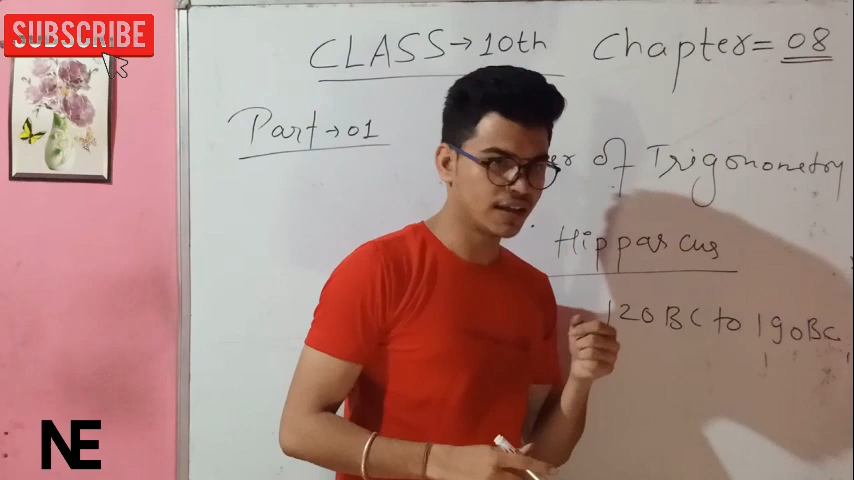 SUBSCRIBE
CLASS→10th Chapter=08
Part→01
of Trigonometry
Hipparcus
120BC to 190BC
NE